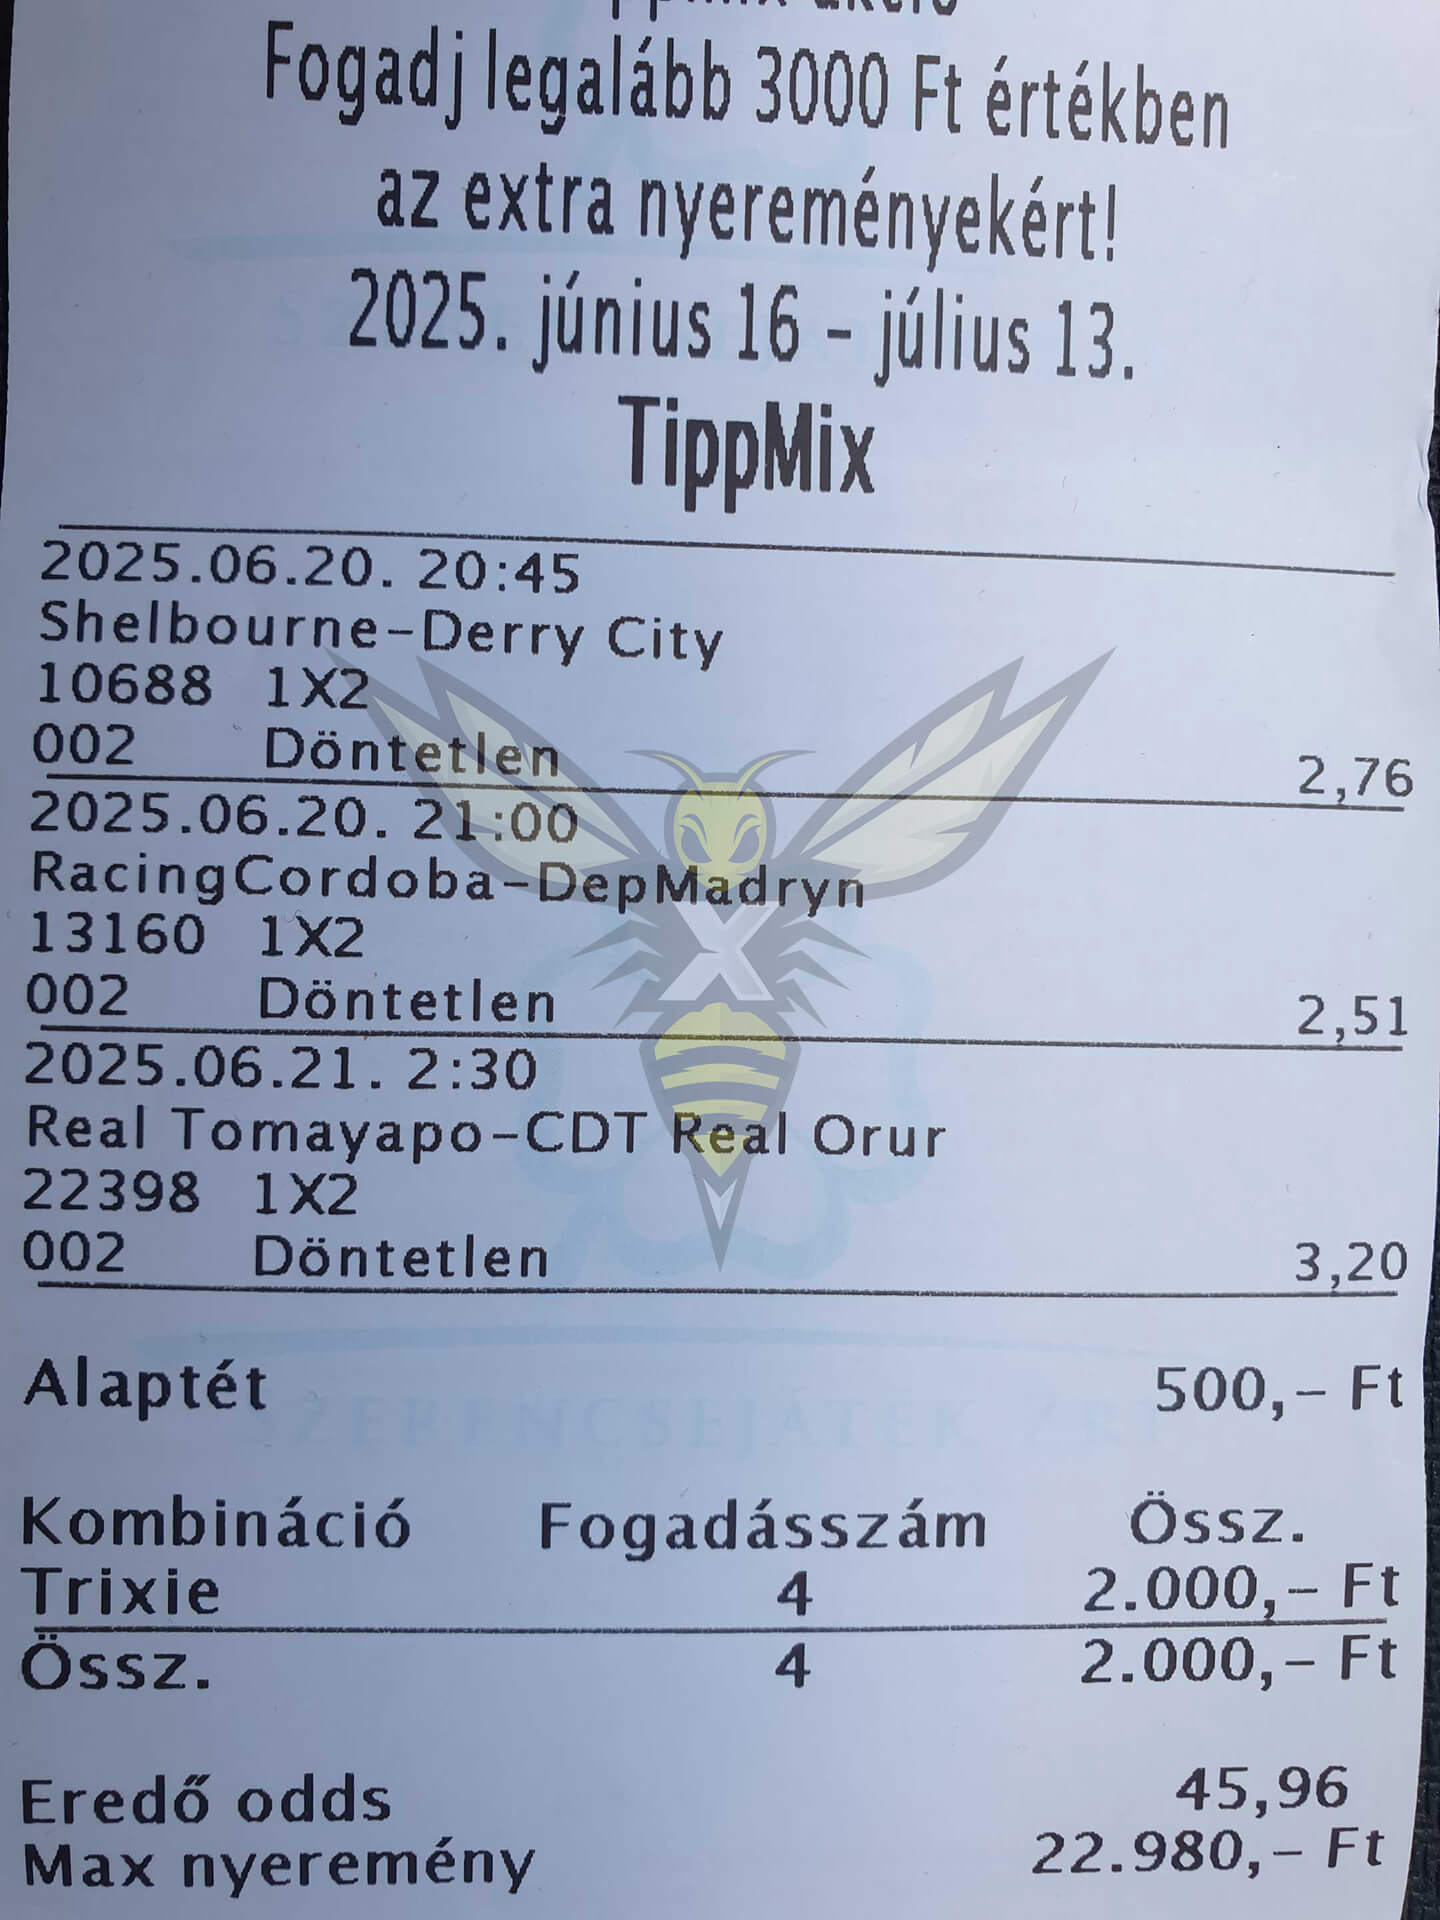 Fogadj legalább 3000 Ft értékben
az extra nyereményekért!
2025. június 16 – július 13.
TippMix
2025.06.20. 20:45
Shelbourne–Derry City
10688 1X2
002 Döntetlen 2,76
2025.06.20. 21:00
RacingCordoba–DepMadryn
13160 1X2
002 Döntetlen 2,51
2025.06.21. 2:30
Real Tomayapo–CDT Real Orur
22398 1X2
002 Döntetlen 3,20
SZERENCSEJÁTÉK ZRT
Alaptét 500,– Ft
Kombináció Fogadásszám Össz.
Trixie 4 2.000,– Ft
Össz. 4 2.000,– Ft
Eredő odds 45,96
Max nyeremény 22.980,– Ft